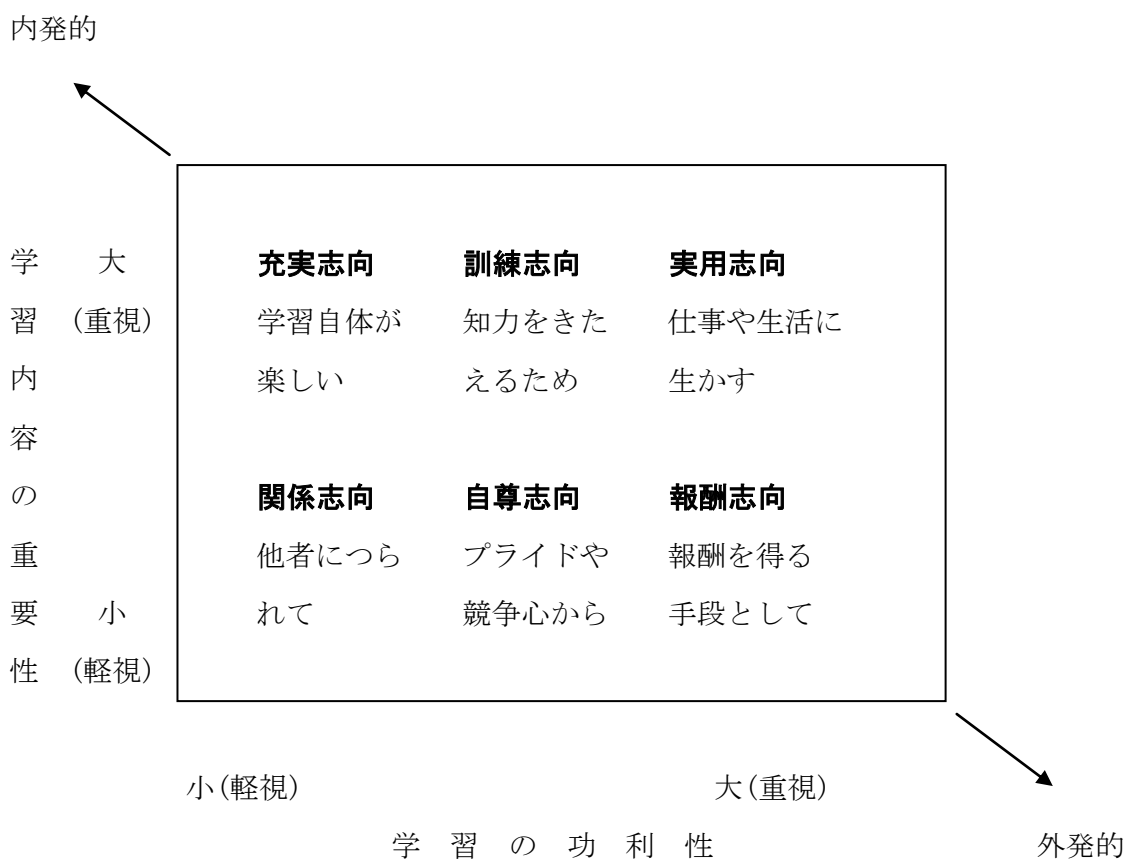 内発的
学習内容の重要性
大
(重視)
小
(軽視)
充実志向 訓練志向 実用志向
学習自体が 知力をきた 仕事や生活に
楽しい えるため 生かす
関係志向 自尊志向 報酬志向
他者につら プライドや 報酬を得る
れて 競争心から 手段として
小(軽視) 大(重視)
学習の功利性 外発的